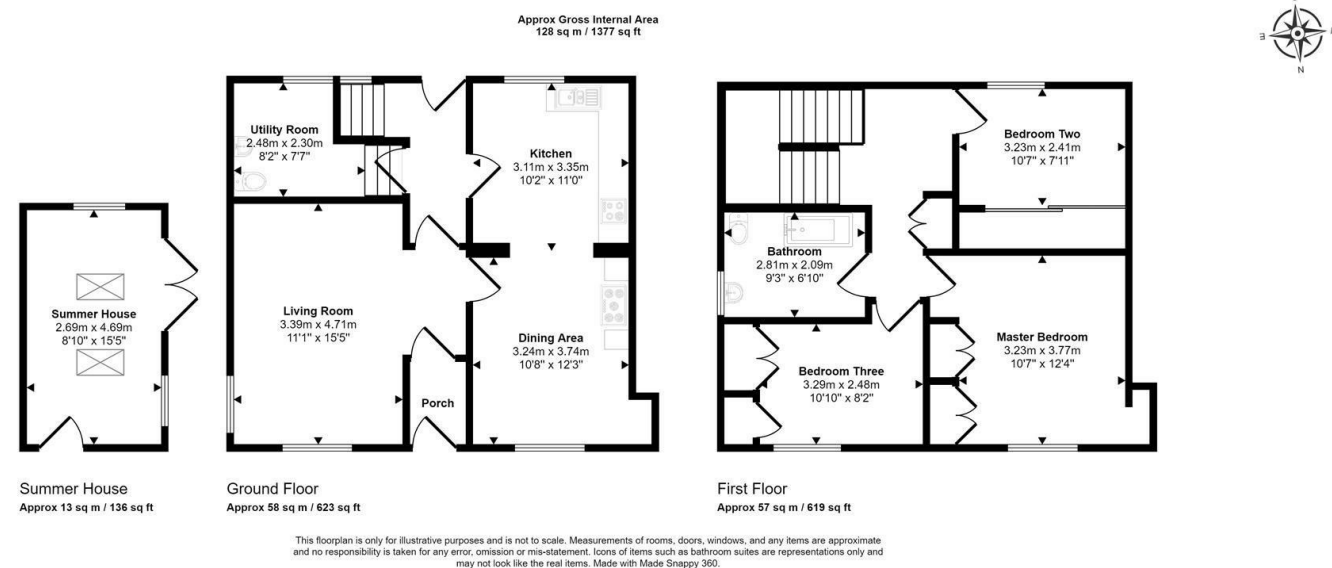 Approx Gross Internal Area
128 sq m / 1377 sq ft
E
N
Utility Room
2.48m x 2.30m
8'2" x 7'7"
Kitchen
3.11m x 3.35m
10'2" x 11'0"
Bedroom Two
3.23m x 2.41m
10'7" x 7'11"
Bathroom
2.81m x 2.09m
9'3" x 6'10"
Summer House
2.69m x 4.69m
8'10" x 15'5"
Living Room
3.39m x 4.71m
11'1" x 15'5"
Dining Area
3.24m x 3.74m
10'8" x 12'3"
Master Bedroom
3.23m x 3.77m
10'7" x 12'4"
Bedroom Three
3.29m x 2.48m
10'10" x 8'2"
Porch
Summer House
Approx 13 sq m / 136 sq ft
Ground Floor
Approx 58 sq m / 623 sq ft
First Floor
Approx 57 sq m / 619 sq ft
This floorplan is only for illustrative purposes and is not to scale. Measurements of rooms, doors, windows, and any items are approximate
and no responsibility is taken for any error, omission or mis-statement. Icons of items such as bathroom suites are representations only and
may not look like the real items. Made with Made Snappy 360.